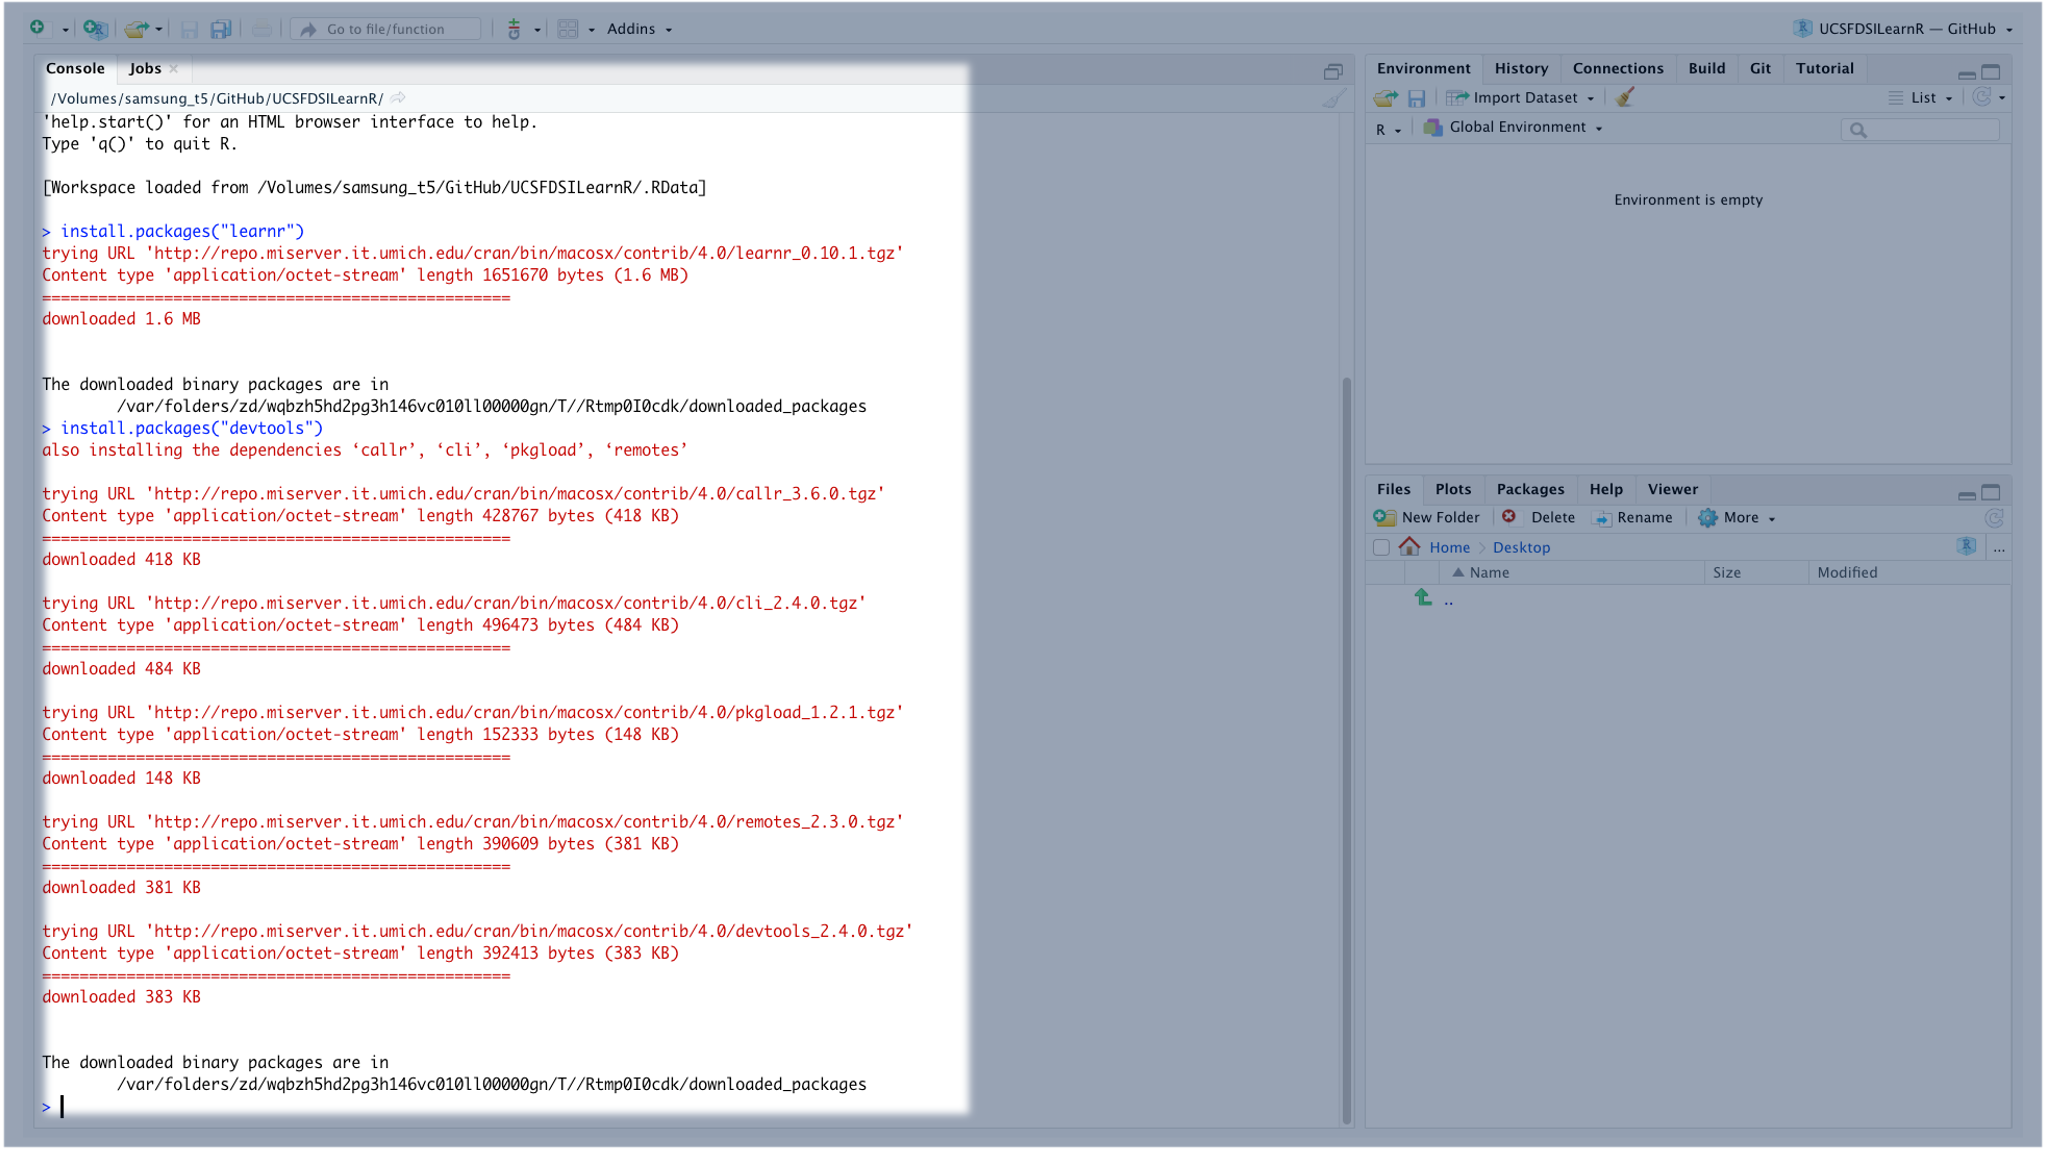 Go to file/function
Addins
UCSFDSILearnR — GitHub
Console
Jobs
/Volumes/samsung_t5/GitHub/UCSFDSILearnR/
'help.start()' for an HTML browser interface to help.
Type 'q()' to quit R.
[Workspace loaded from /Volumes/samsung_t5/GitHub/UCSFDSILearnR/.RData]
> install.packages("learnr")
trying URL 'http://repo.miserver.it.umich.edu/cran/bin/macosx/contrib/4.0/learnr_0.10.1.tgz'
Content type 'application/octet-stream' length 1651670 bytes (1.6 MB)
==================================================
downloaded 1.6 MB
The downloaded binary packages are in
/var/folders/zd/wqbzh5hd2pg3h146vc010ll00000gn/T//Rtmp0I0cdk/downloaded_packages
> install.packages("devtools")
also installing the dependencies ‘callr’, ‘cli’, ‘pkgload’, ‘remotes’
trying URL 'http://repo.miserver.it.umich.edu/cran/bin/macosx/contrib/4.0/callr_3.6.0.tgz'
Content type 'application/octet-stream' length 428767 bytes (418 KB)
==================================================
downloaded 418 KB
trying URL 'http://repo.miserver.it.umich.edu/cran/bin/macosx/contrib/4.0/cli_2.4.0.tgz'
Content type 'application/octet-stream' length 496473 bytes (484 KB)
==================================================
downloaded 484 KB
trying URL 'http://repo.miserver.it.umich.edu/cran/bin/macosx/contrib/4.0/pkgload_1.2.1.tgz'
Content type 'application/octet-stream' length 152333 bytes (148 KB)
==================================================
downloaded 148 KB
trying URL 'http://repo.miserver.it.umich.edu/cran/bin/macosx/contrib/4.0/remotes_2.3.0.tgz'
Content type 'application/octet-stream' length 390609 bytes (381 KB)
==================================================
downloaded 381 KB
trying URL 'http://repo.miserver.it.umich.edu/cran/bin/macosx/contrib/4.0/devtools_2.4.0.tgz'
Content type 'application/octet-stream' length 392413 bytes (383 KB)
==================================================
downloaded 383 KB
The downloaded binary packages are in
/var/folders/zd/wqbzh5hd2pg3h146vc010ll00000gn/T//Rtmp0I0cdk/downloaded_packages
>
Environment History Connections Build Git Tutorial
Import Dataset List
R Global Environment
Environment is empty
Files Plots Packages Help Viewer
New Folder Delete Rename More
Home Desktop R ...
Name Size Modified
..